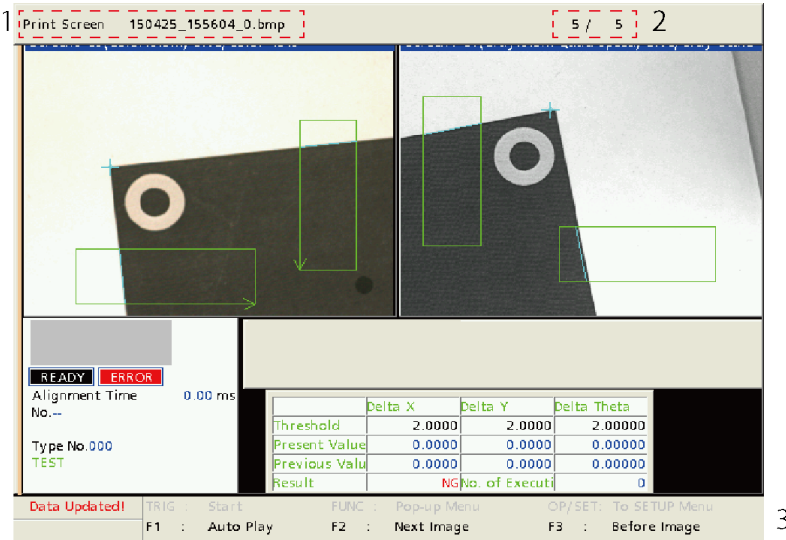 1 Print Screen 150425_155604_0.bmp 5 / 5 2
READY ERROR
Alignment Time 0.00 ms
No.--
Type No.000
TEST
Delta X Delta Y Delta Theta
Threshold 2.0000 2.0000 2.00000
Present Value 0.0000 0.0000 0.00000
Previous Valu 0.0000 0.0000 0.00000
Result NG No. of Executi 0
Data Updated! TRIG : Start FUNC : Pop-up Menu OP/SET: To SETUP Menu
F1 : Auto Play F2 : Next Image F3 : Before Image
3